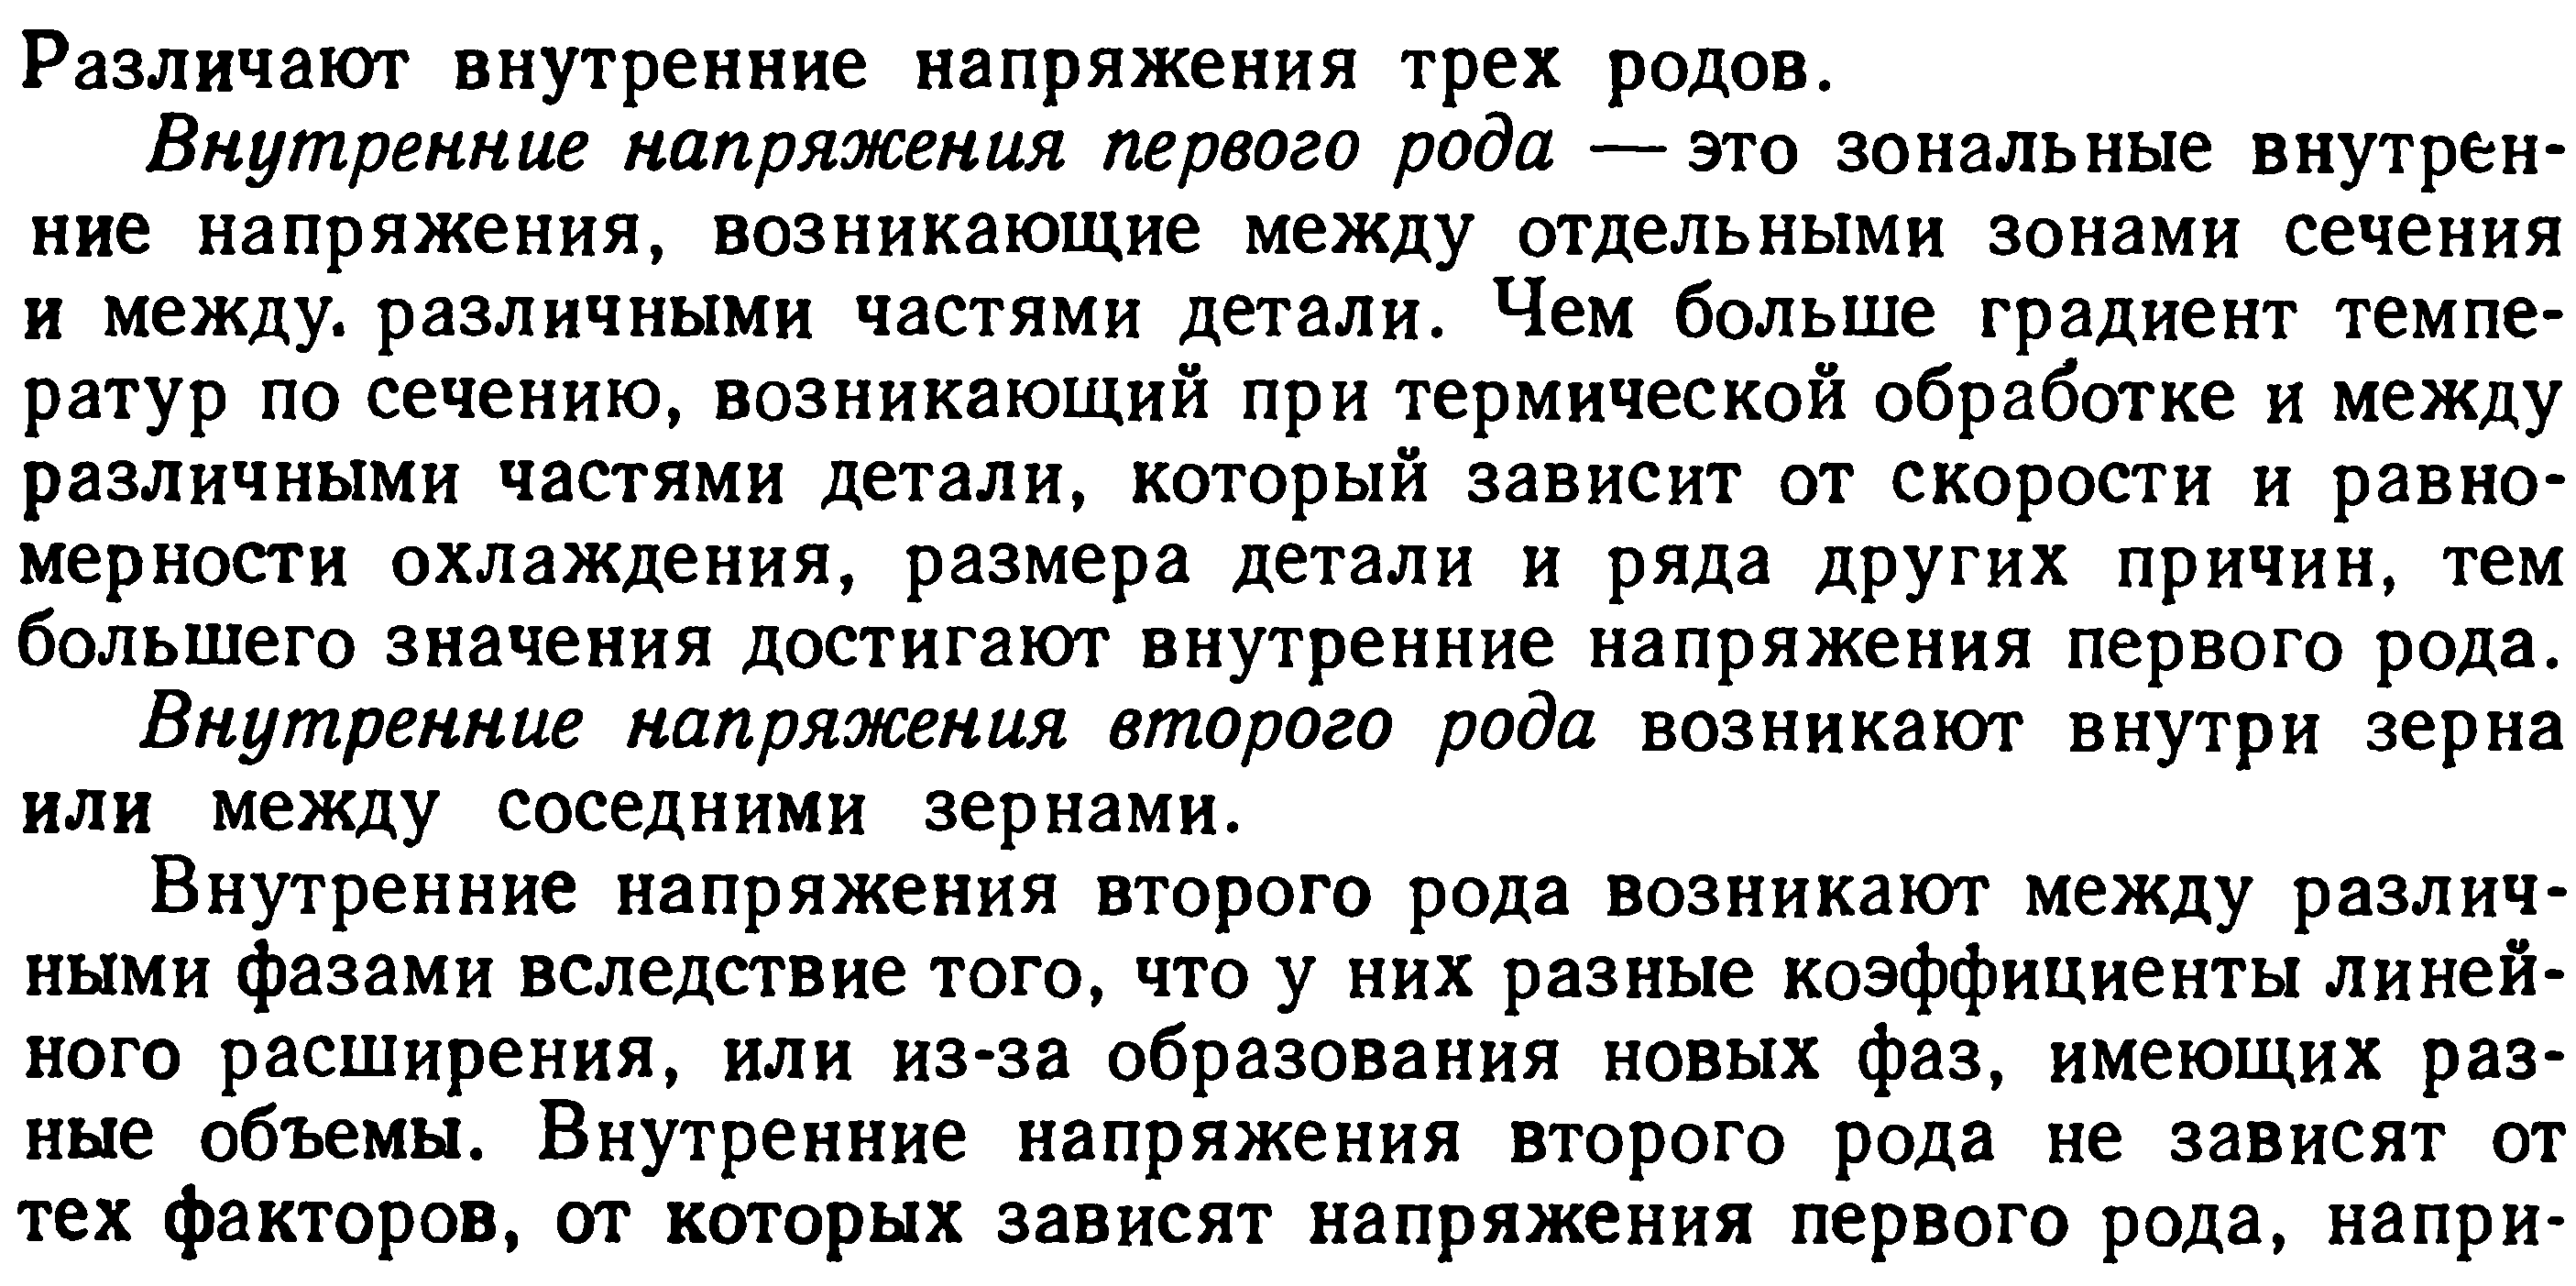 Различают внутренние напряжения трех родов.
Внутренние напряжения первого рода — это зональные внутрен-
ние напряжения, возникающие между отдельными зонами сечения
и между. различными частями детали. Чем больше градиент темпе-
ратур по сечению, возникающий при термической обработке и между
различными частями детали, который зависит от скорости и равно-
мерности охлаждения, размера детали и ряда других причин, тем
большего значения достигают внутренние напряжения первого рода.
Внутренние напряжения второго рода возникают внутри зерна
или между соседними зернами.
Внутренние напряжения второго рода возникают между различ-
ными фазами вследствие того, что у них разные коэффициенты линей-
ного расширения, или из-за образования новых фаз, имеющих раз-
ные объемы. Внутренние напряжения второго рода не зависят от
тех факторов, от которых зависят напряжения первого рода, напри-